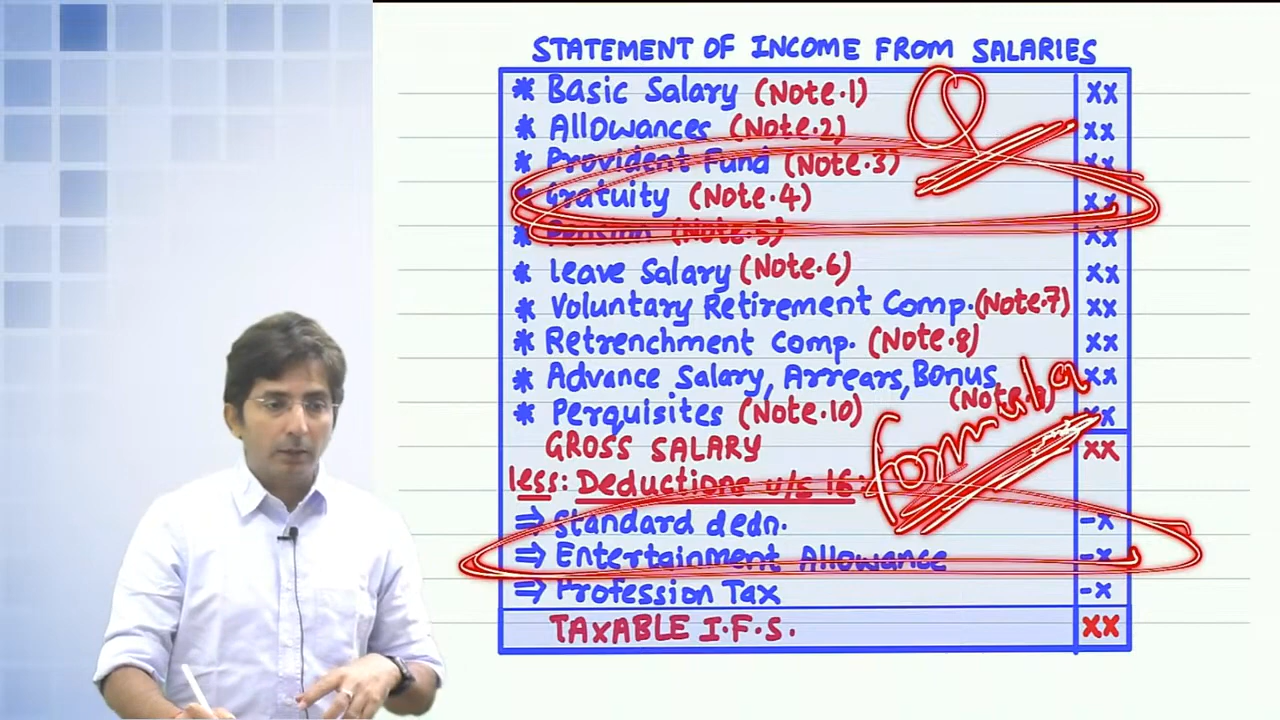 STATEMENT OF INCOME FROM SALARIES
* Basic Salary (Note.1) xx
* Allowances (Note.2) xx
* Provident Fund (Note.3) xx
* Gratuity (Note.4) xx
* Pension (Note.5) xx
* leave Salary (Note.6) xx
* Voluntary Retirement Comp. (Note.7) xx
* Retrenchment comp. (Note.8) xx
* Advance Salary, Arrears, Bonus (Note.9) xx
* Perquisites (Note.10) xx
formula
GROSS SALARY xx
less: Deductions u/s 16:
⇒ Standard dedn. -x
⇒ Entertainment Allowance -x
⇒ Profession Tax -x
TAXABLE I.F.S. xx